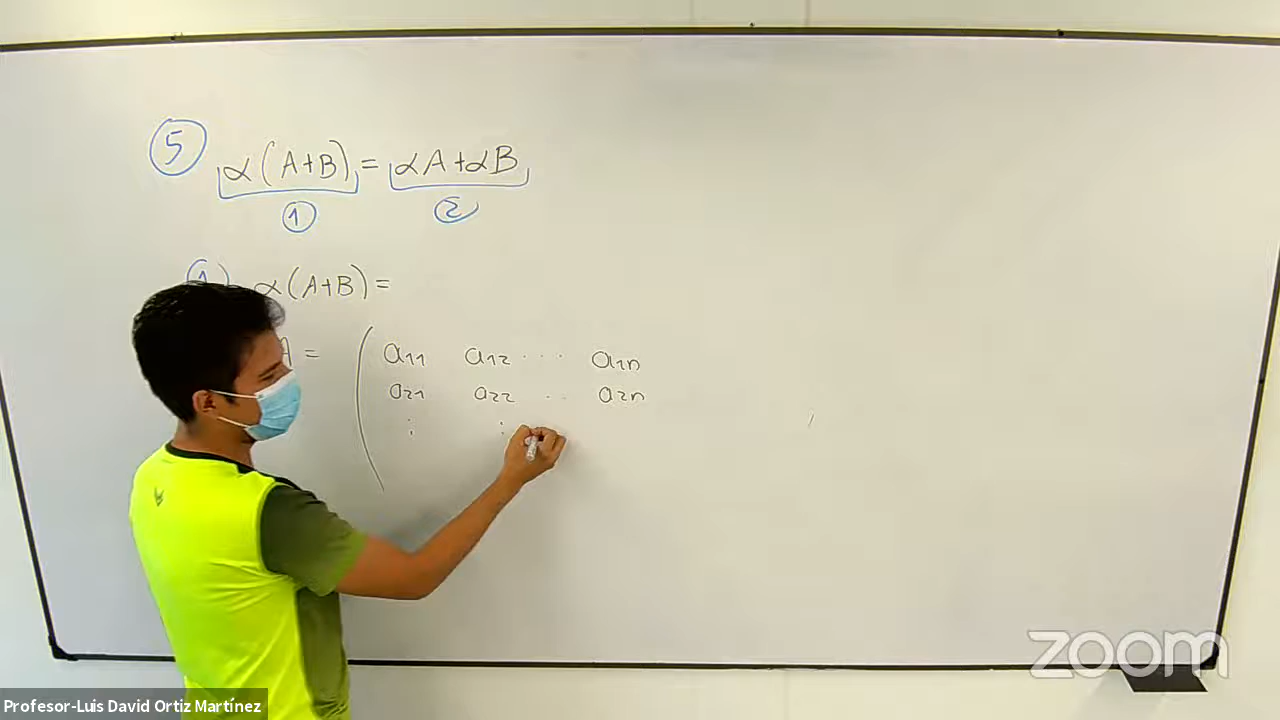 5 α(A+B) = αA+αB
1 2
1) α(A+B) =
A = ( a11 a12 ... a1n
a21 a22 .. a2n
⋮ ⋮
zoom
Profesor-Luis David Ortiz Martínez